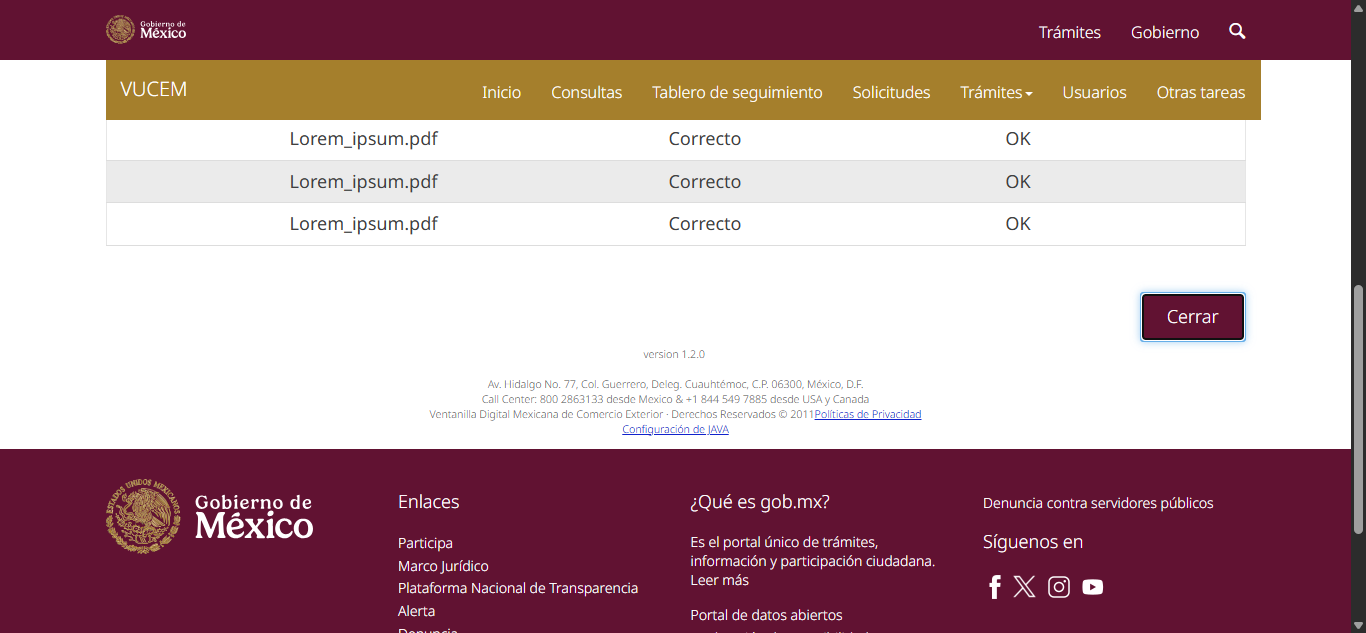 Gobierno de
México
Trámites
Gobierno
VUCEM
Inicio
Consultas
Tablero de seguimiento
Solicitudes
Trámites
Usuarios
Otras tareas
Lorem_ipsum.pdf Correcto OK
Lorem_ipsum.pdf Correcto OK
Lorem_ipsum.pdf Correcto OK
Cerrar
version 1.2.0
Av. Hidalgo No. 77, Col. Guerrero, Deleg. Cuauhtémoc, C.P. 06300, México, D.F.
Call Center: 800 2863133 desde Mexico & +1 844 549 7885 desde USA y Canada
Ventanilla Digital Mexicana de Comercio Exterior · Derechos Reservados © 2011Políticas de Privacidad
Configuración de JAVA
ESTADOS UNIDOS MEXICANOS
Gobierno de
México
Enlaces
Participa
Marco Jurídico
Plataforma Nacional de Transparencia
Alerta
Denuncia
¿Qué es gob.mx?
Es el portal único de trámites,
información y participación ciudadana.
Leer más
Portal de datos abiertos
Denuncia contra servidores públicos
Síguenos en